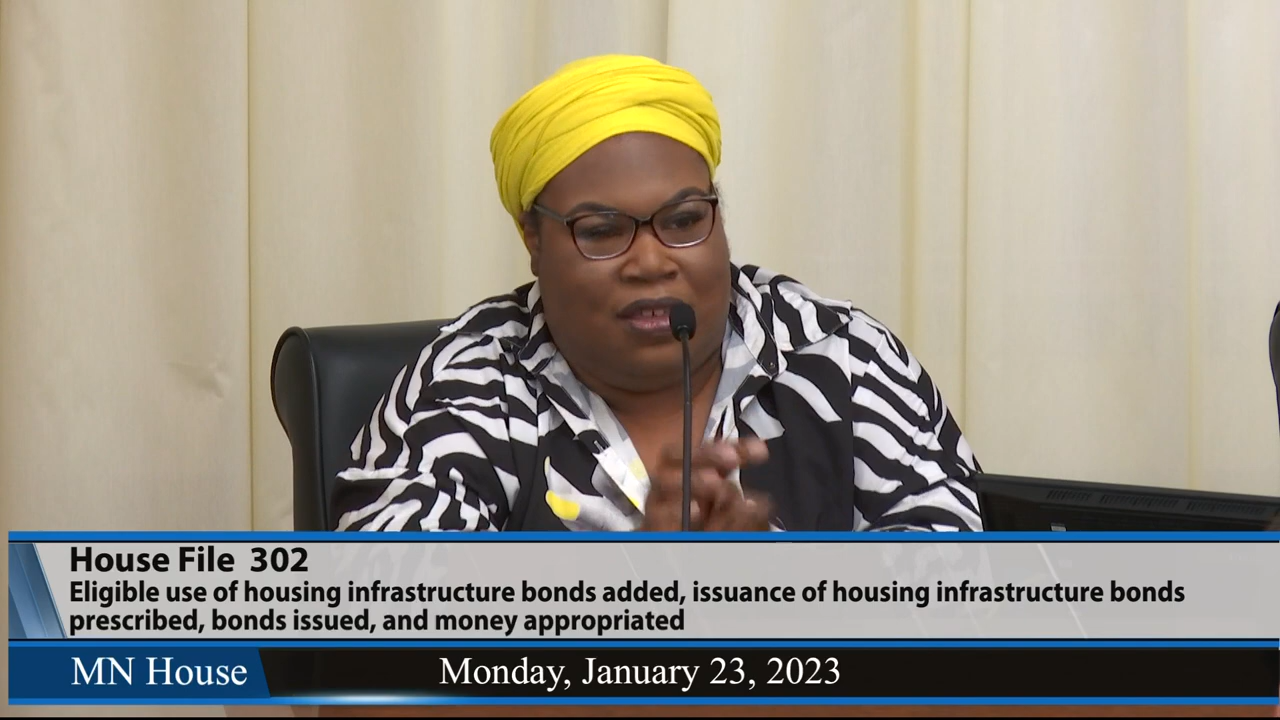 House File 302
Eligible use of housing infrastructure bonds added, issuance of housing infrastructure bonds
prescribed, bonds issued, and money appropriated
MN House
Monday, January 23, 2023